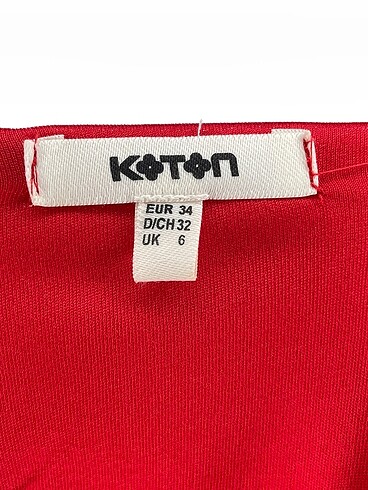 KOTON
EUR 34
D/CH 32
UK 6